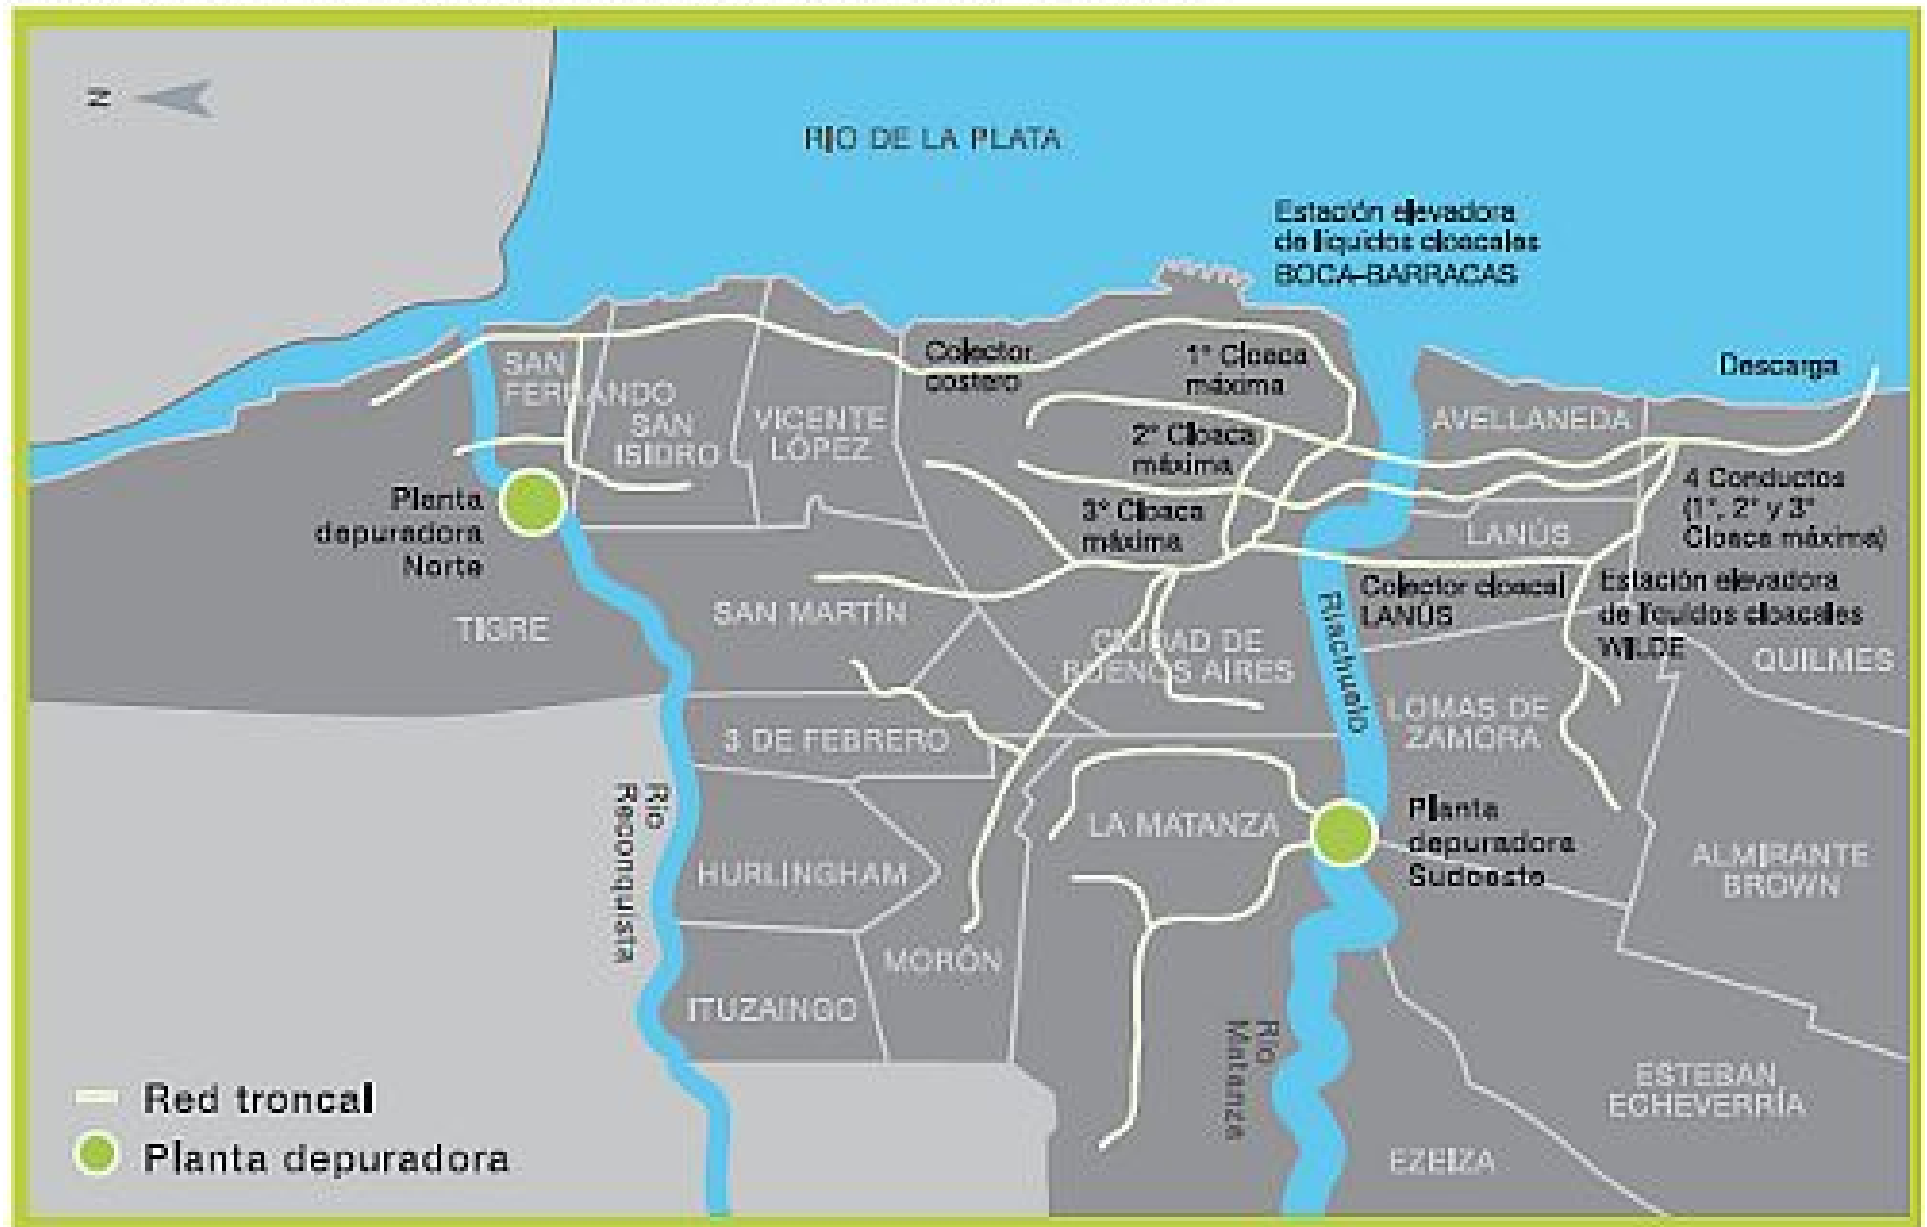 N
RIO DE LA PLATA
Estación elevadora
de líquidos cloacales
BOCA-BARRACAS
Colector
costero
1° Cloaca
máxima
Descarga
SAN
FERNANDO
SAN
ISIDRO
VICENTE
LÓPEZ
2° Cloaca
máxima
AVELLANEDA
3° Cloaca
máxima
4 Conductos
(1°, 2° y 3°
Cloaca máxima)
LANÚS
Planta
depuradora
Norte
TIGRE
SAN MARTÍN
Colector cloacal
LANÚS
Estación elevadora
de líquidos cloacales
WILDE
CIUDAD DE
BUENOS AIRES
Riachuelo
QUILMES
LOMAS DE
ZAMORA
3 DE FEBRERO
Río
Reconquista
LA MATANZA
Planta
depuradora
Sudoeste
HURLINGHAM
ALMIRANTE
BROWN
MORÓN
ITUZAINGO
Río
Matanza
ESTEBAN
ECHEVERRÍA
EZEIZA
Red troncal
Planta depuradora